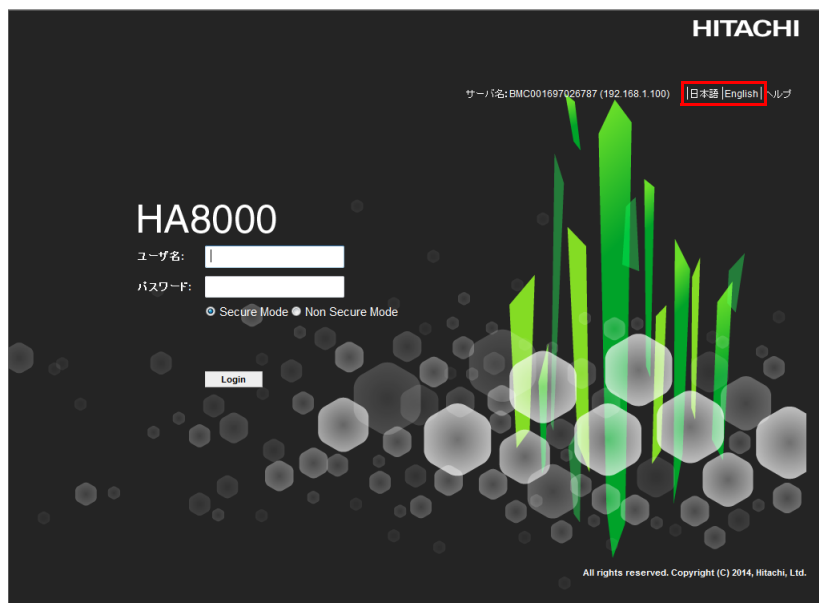 HITACHI
サーバ名: BMC001697026787 (192.168.1.100) |日本語 |English| ヘルプ
HA8000
ユーザ名:
パスワード:
Secure Mode Non Secure Mode
Login
All rights reserved. Copyright (C) 2014, Hitachi, Ltd.